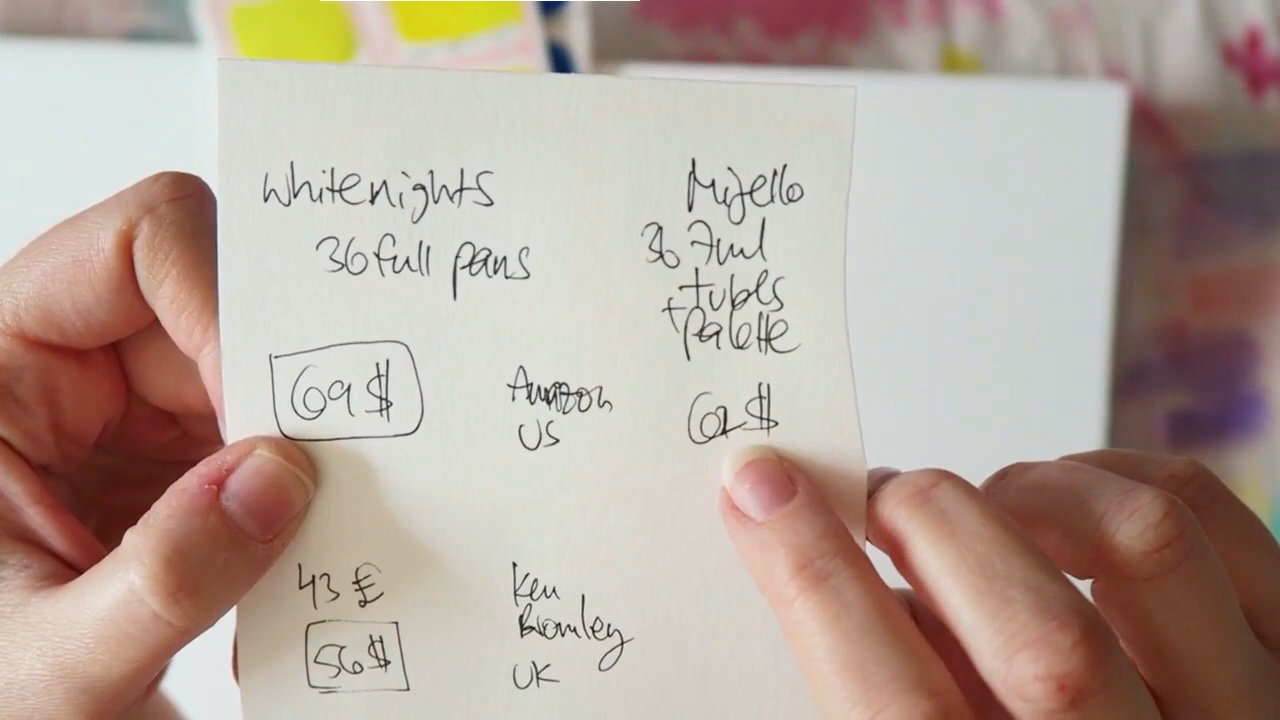 Whitenights
36 full pans
Mijello
36 7ml
tubes
+ palette
69$
Amazon
US
62$
43 £
56$
Ken
Bromley
UK